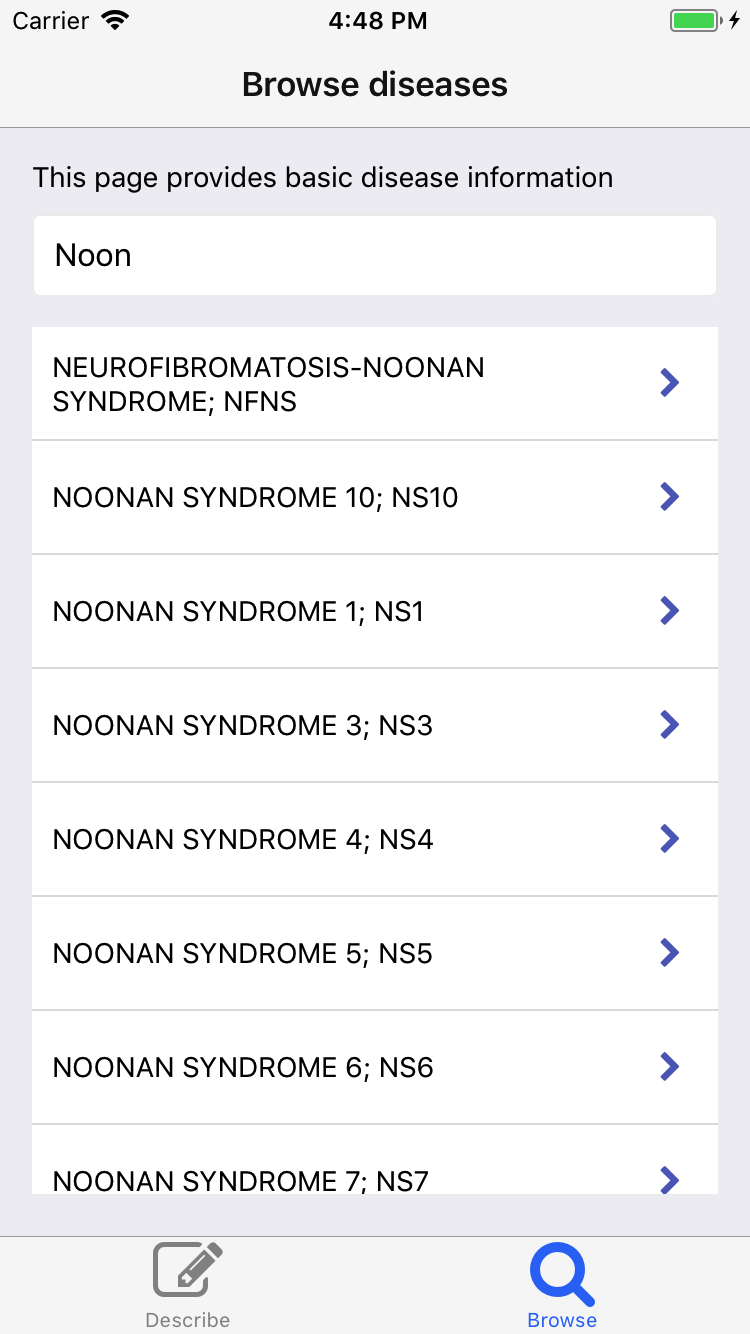 Carrier 4:48 PM
Browse diseases
This page provides basic disease information
Noon
NEUROFIBROMATOSIS-NOONAN
SYNDROME; NFNS
NOONAN SYNDROME 10; NS10
NOONAN SYNDROME 1; NS1
NOONAN SYNDROME 3; NS3
NOONAN SYNDROME 4; NS4
NOONAN SYNDROME 5; NS5
NOONAN SYNDROME 6; NS6
NOONAN SYNDROME 7; NS7
Describe Browse